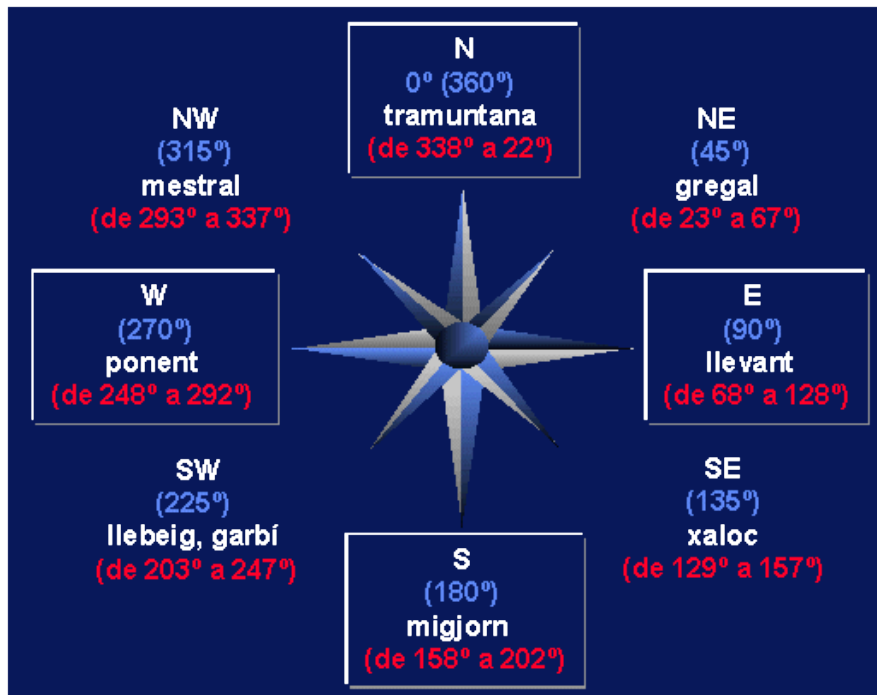 N
0º (360º)
tramuntana
(de 338º a 22º)
NW
(315º)
mestral
(de 293º a 337º)
NE
(45º)
gregal
(de 23º a 67º)
W
(270º)
ponent
(de 248º a 292º)
E
(90º)
llevant
(de 68º a 128º)
SW
(225º)
llebeig, garbí
(de 203º a 247º)
SE
(135º)
xaloc
(de 129º a 157º)
S
(180º)
migjorn
(de 158º a 202º)